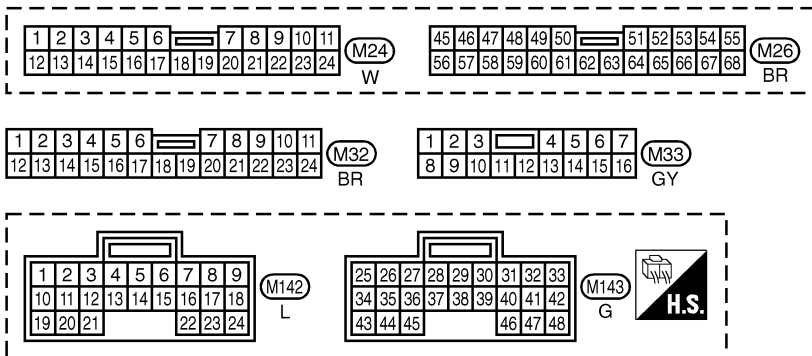 1 2 3 4 5 6 7 8 9 10 11
12 13 14 15 16 17 18 19 20 21 22 23 24
M24
W
45 46 47 48 49 50 51 52 53 54 55
56 57 58 59 60 61 62 63 64 65 66 67 68
M26
BR
1 2 3 4 5 6 7 8 9 10 11
12 13 14 15 16 17 18 19 20 21 22 23 24
M32
BR
1 2 3 4 5 6 7
8 9 10 11 12 13 14 15 16
M33
GY
1 2 3 4 5 6 7 8 9
10 11 12 13 14 15 16 17 18
19 20 21 22 23 24
M142
L
25 26 27 28 29 30 31 32 33
34 35 36 37 38 39 40 41 42
43 44 45 46 47 48
M143
G
H.S.